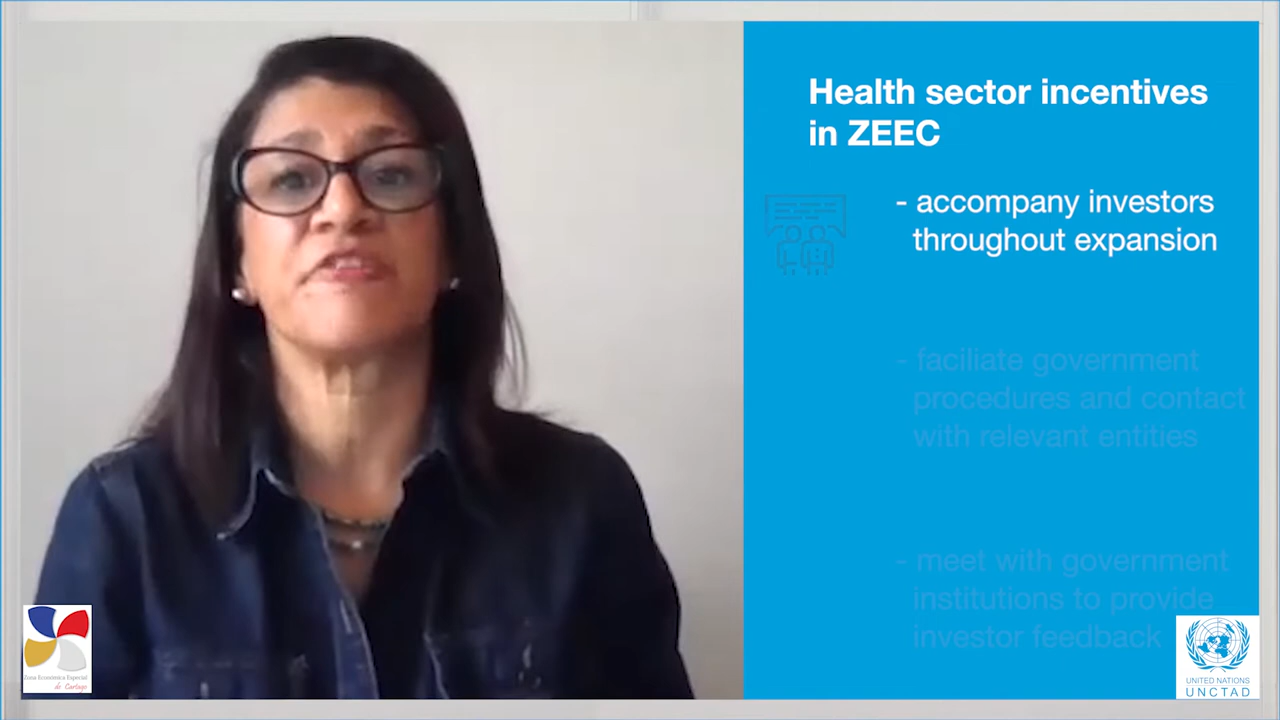 Health sector incentives
in ZEEC
- accompany investors
throughout expansion
- faciliate government
procedures and contact
with relevant entities
- meet with government
institutions to provide
investor feedback
Zona Económica Especial
de Cartago
UNITED NATIONS
UNCTAD